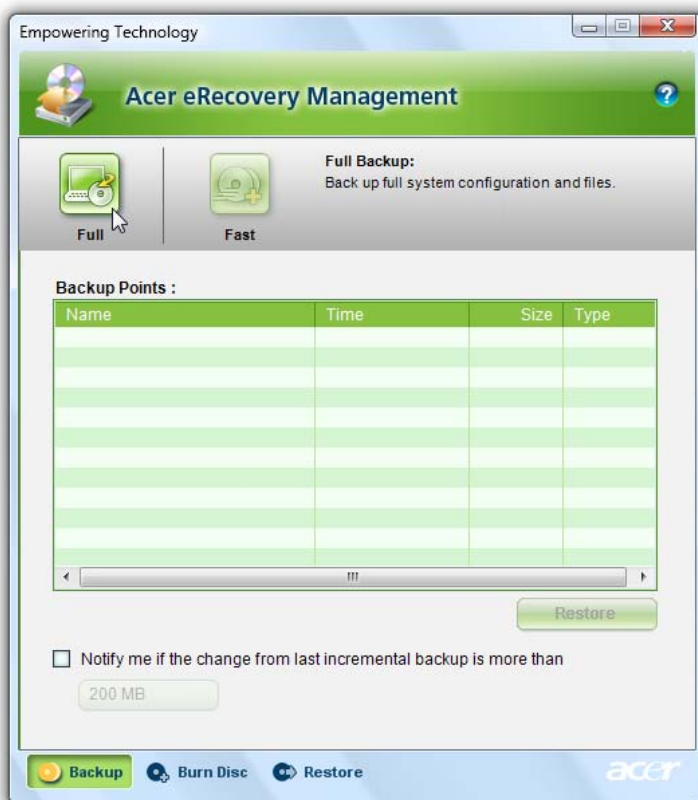 Empowering Technology
Acer eRecovery Management
?
Full
Fast
Full Backup:
Back up full system configuration and files.
Backup Points :
Name Time Size Type
Restore
Notify me if the change from last incremental backup is more than
200 MB
Backup Burn Disc Restore acer